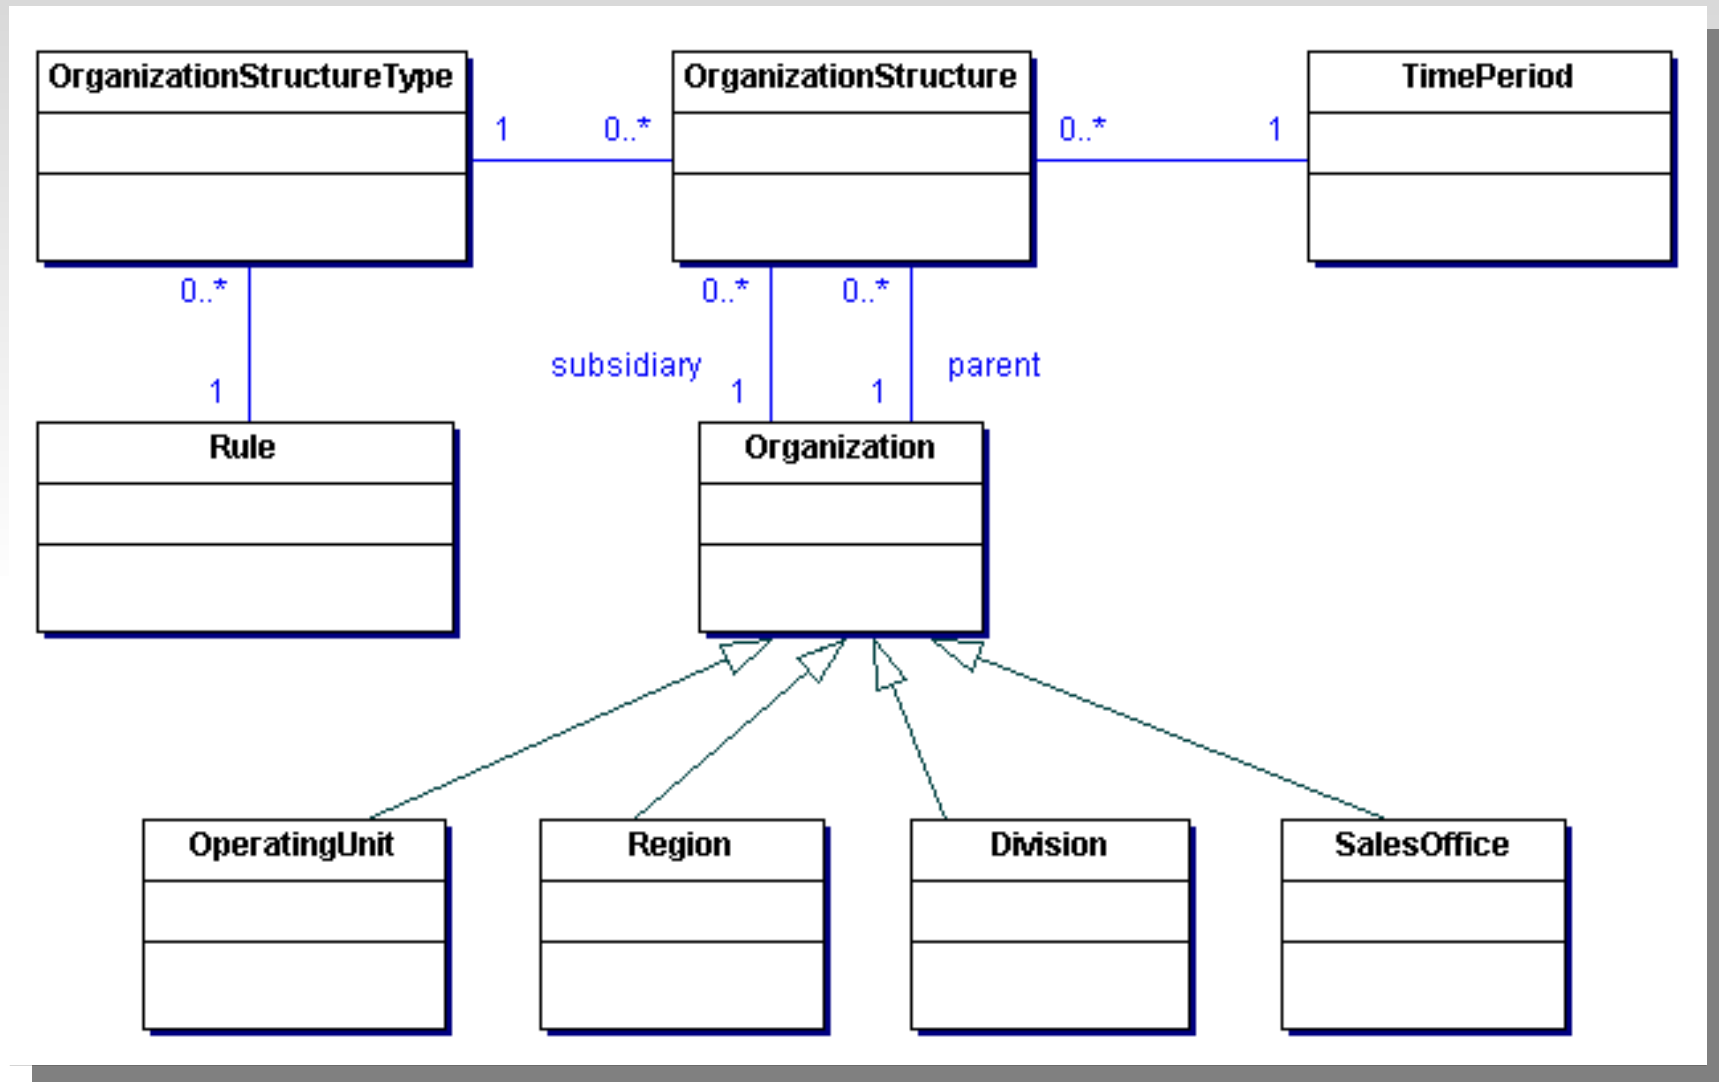 OrganizationStructureType
OrganizationStructure
TimePeriod
1
0..*
0..*
1
0..*
0..*
0..*
subsidiary
parent
1
1
1
Rule
Organization
OperatingUnit
Region
Division
SalesOffice